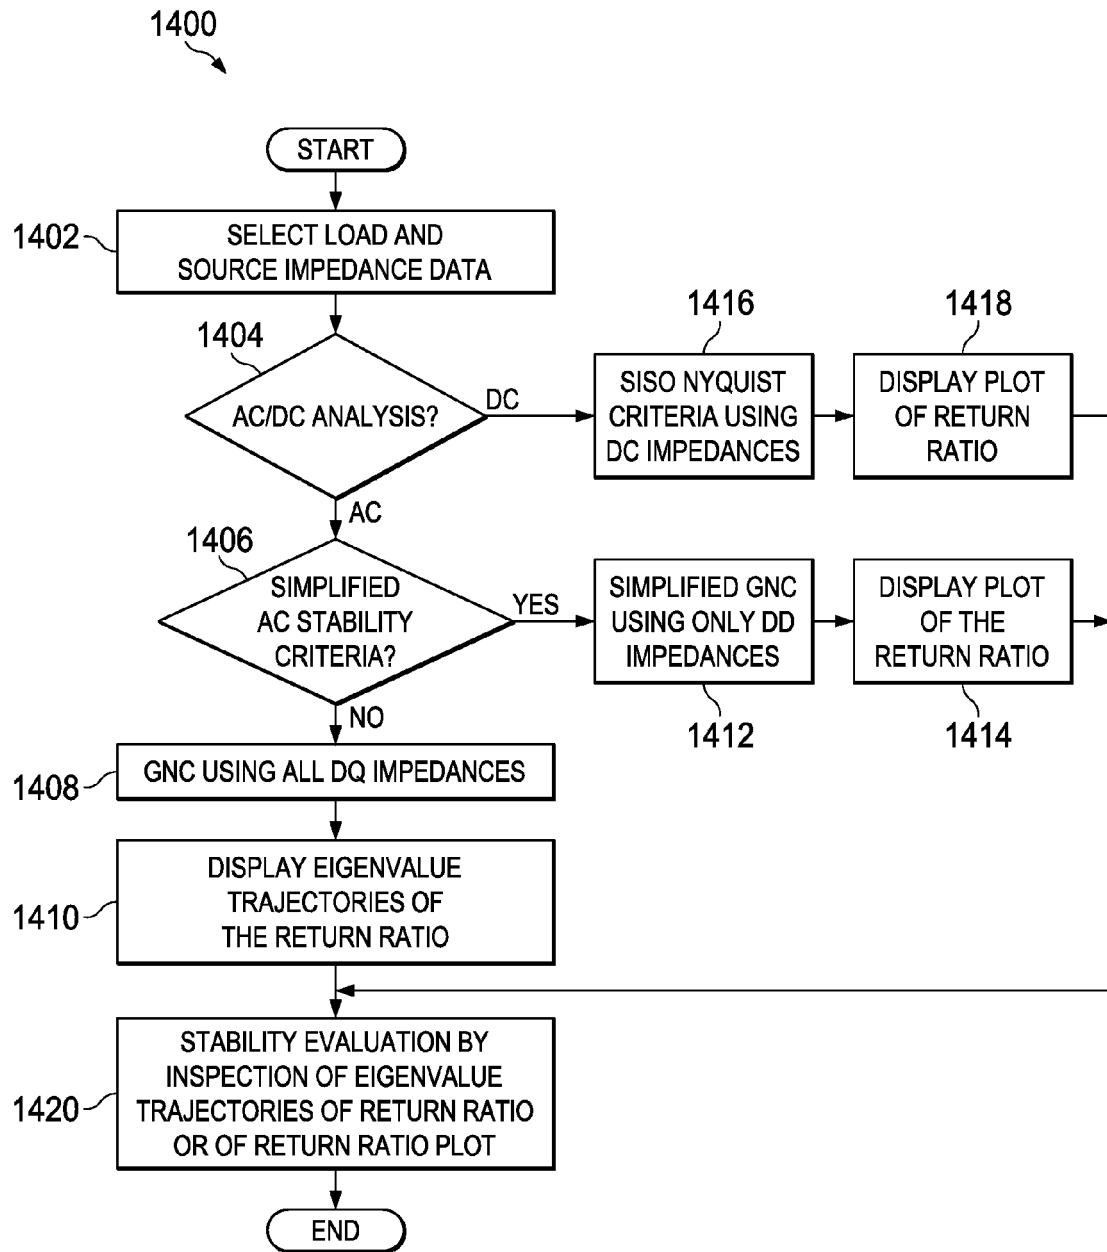 1400
START
1402
SELECT LOAD AND
SOURCE IMPEDANCE DATA
1404
AC/DC ANALYSIS?
DC
AC
1416
SISO NYQUIST
CRITERIA USING
DC IMPEDANCES
1418
DISPLAY PLOT
OF RETURN
RATIO
1406
SIMPLIFIED
AC STABILITY
CRITERIA?
YES
NO
SIMPLIFIED GNC
USING ONLY DD
IMPEDANCES
1412
DISPLAY PLOT
OF THE
RETURN RATIO
1414
1408
GNC USING ALL DQ IMPEDANCES
1410
DISPLAY EIGENVALUE
TRAJECTORIES OF
THE RETURN RATIO
1420
STABILITY EVALUATION BY
INSPECTION OF EIGENVALUE
TRAJECTORIES OF RETURN RATIO
OR OF RETURN RATIO PLOT
END